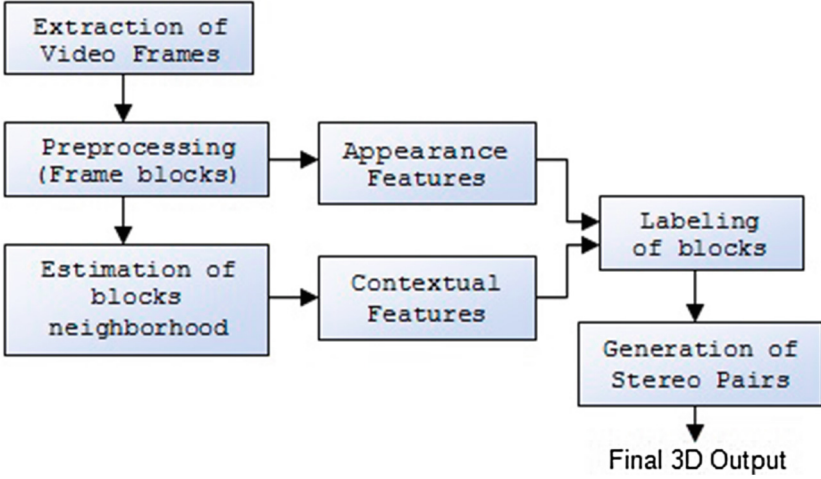 Extraction of
Video Frames
Preprocessing
(Frame blocks)
Appearance
Features
Labeling
of blocks
Estimation of
blocks
neighborhood
Contextual
Features
Generation of
Stereo Pairs
Final 3D Output